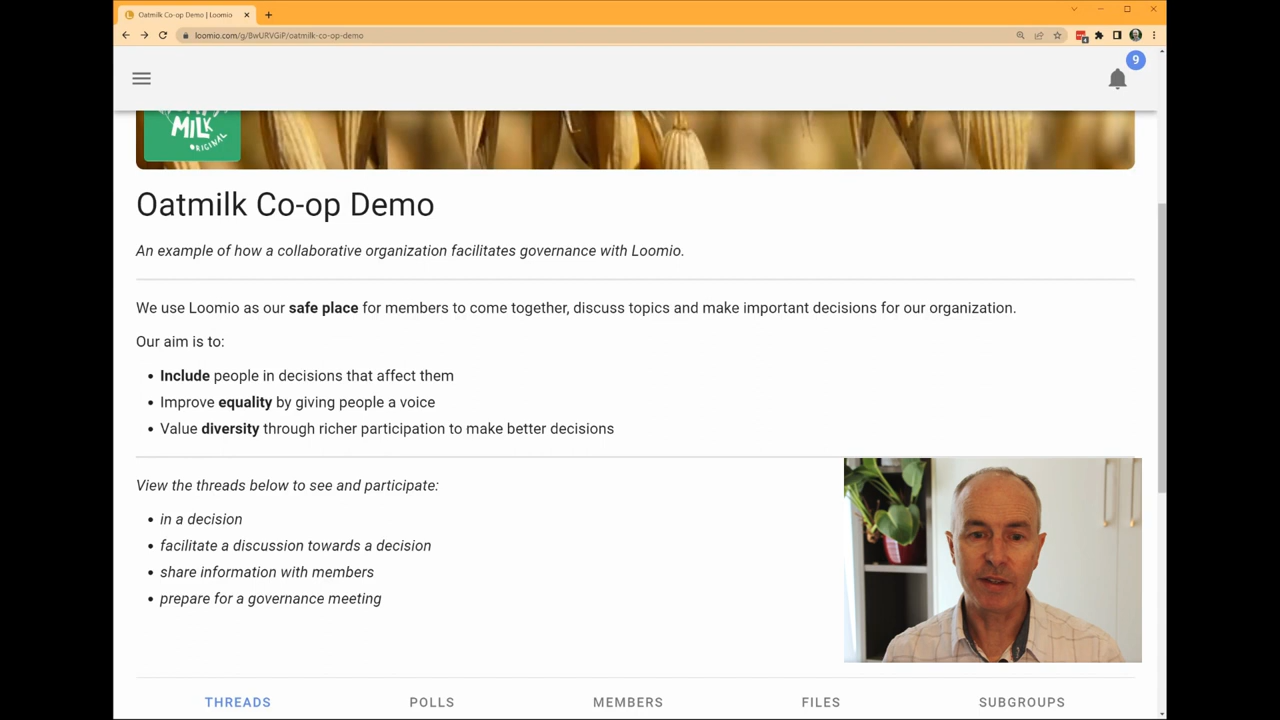 Oatmilk Co-op Demo | Loomio
loomio.com/g/BwURVGiP/oatmilk-co-op-demo
9
MILK
ORIGINAL
Oatmilk Co-op Demo
An example of how a collaborative organization facilitates governance with Loomio.
We use Loomio as our safe place for members to come together, discuss topics and make important decisions for our organization.
Our aim is to:
• Include people in decisions that affect them
• Improve equality by giving people a voice
• Value diversity through richer participation to make better decisions
View the threads below to see and participate:
• in a decision
• facilitate a discussion towards a decision
• share information with members
• prepare for a governance meeting
THREADS POLLS MEMBERS FILES SUBGROUPS